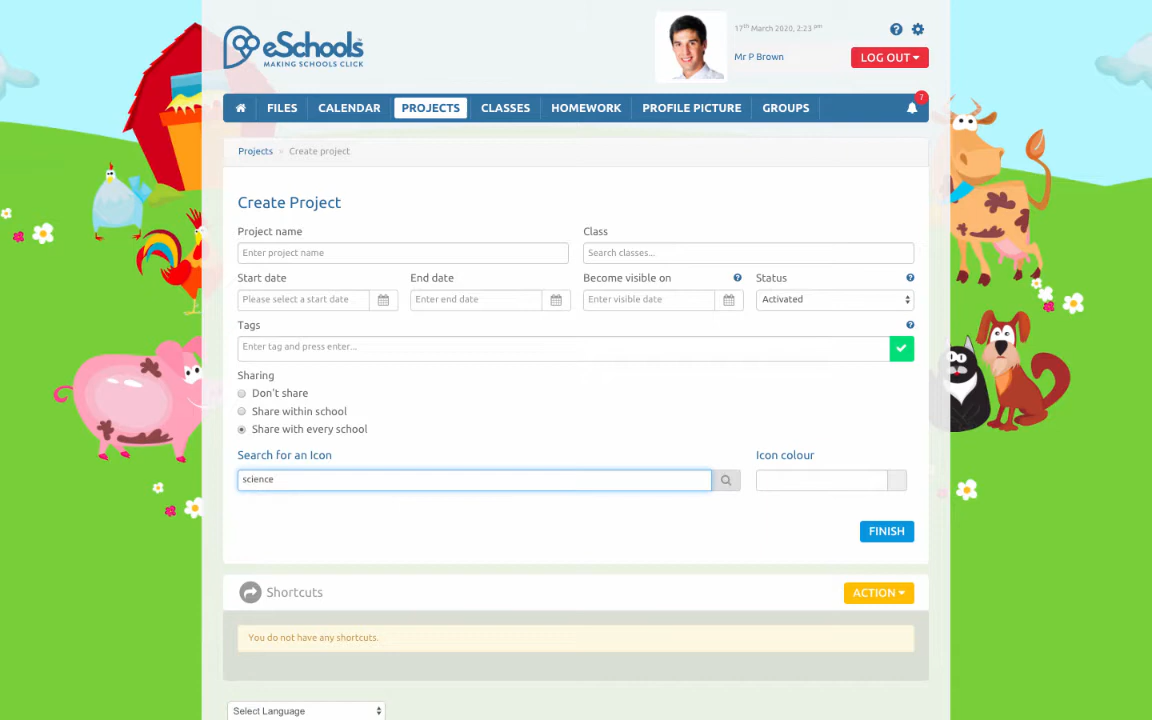 eSchools
MAKING SCHOOLS CLICK
17th March 2020, 2:23 pm
Mr P Brown
LOG OUT
FILES CALENDAR PROJECTS CLASSES HOMEWORK PROFILE PICTURE GROUPS 7
Projects Create project
Create Project
Project name Class
Enter project name Search classes...
Start date End date Become visible on Status
Please select a start date Enter end date Enter visible date Activated
Tags
Enter tag and press enter...
Sharing
Don't share
Share within school
Share with every school
Search for an Icon Icon colour
science
FINISH
Shortcuts ACTION
You do not have any shortcuts.
Select Language